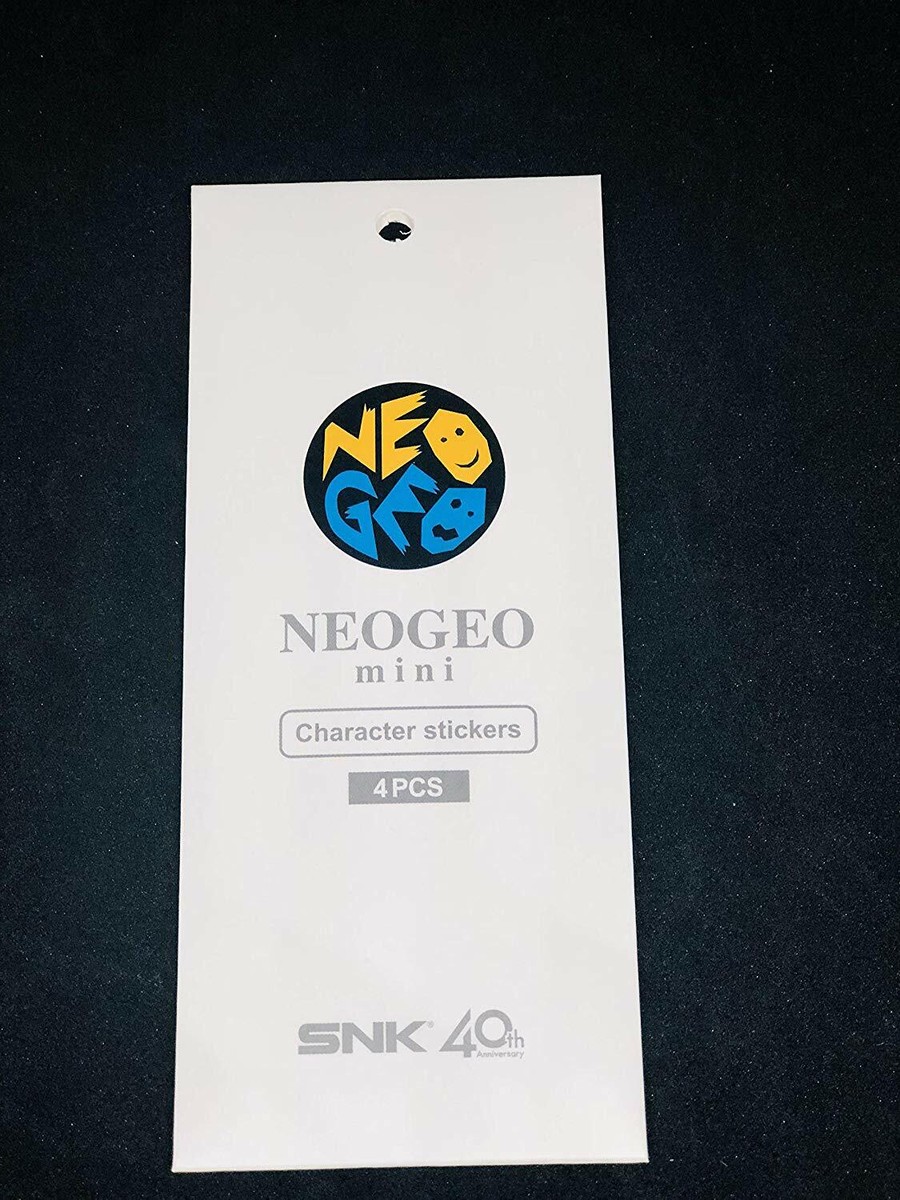 NEO
GEO
NEOGEO
mini
Character stickers
4PCS
SNK® 40th
Anniversary